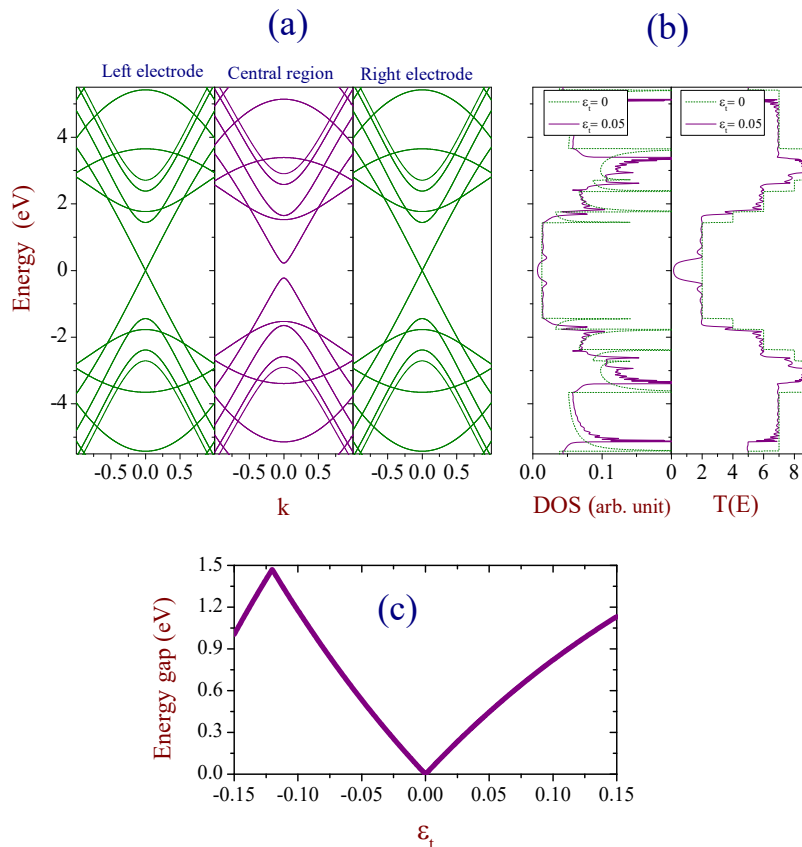 (a)
(b)
Left electrode
Central region
Right electrode
Energy (eV)
4
2
0
-2
-4
-0.5 0.0 0.5
-0.5 0.0 0.5
-0.5 0.0 0.5
k
εt = 0
εt = 0.05
εt = 0
εt = 0.05
0.0 0.1
0 2 4 6 8
DOS (arb. unit)
T(E)
(c)
Energy gap (eV)
1.5
1.2
0.9
0.6
0.3
0.0
-0.15 -0.10 -0.05 0.00 0.05 0.10 0.15
εt